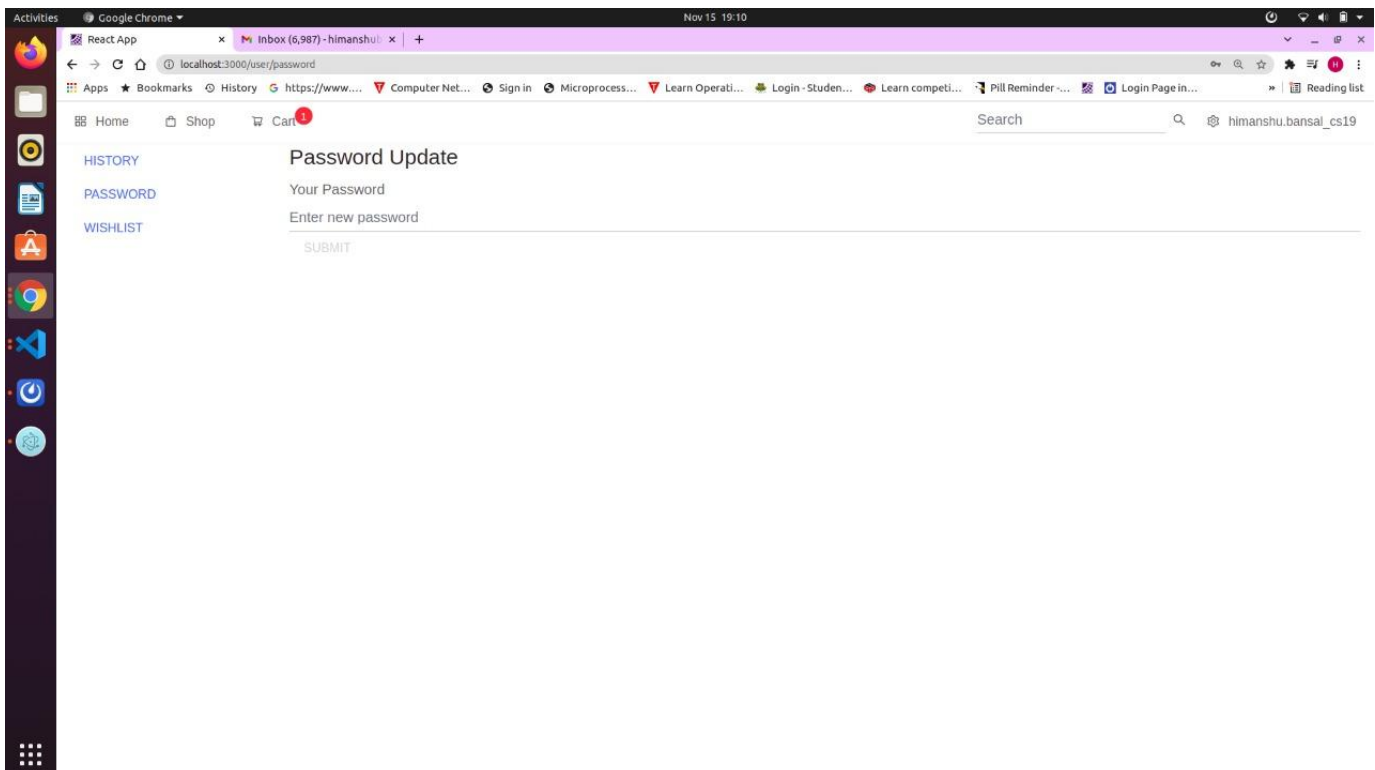 Activities Google Chrome Nov 15 19:10
React App Inbox (6,987) - himanshub
localhost:3000/user/password
Apps Bookmarks History https://www.... Computer Net... Sign in Microprocess... Learn Operati... Login - Studen... Learn competi... Pill Reminder -... Login Page in... » Reading list
Home Shop Cart 1 Search himanshu.bansal_cs19
HISTORY
PASSWORD
WISHLIST
Password Update
Your Password
Enter new password
SUBMIT